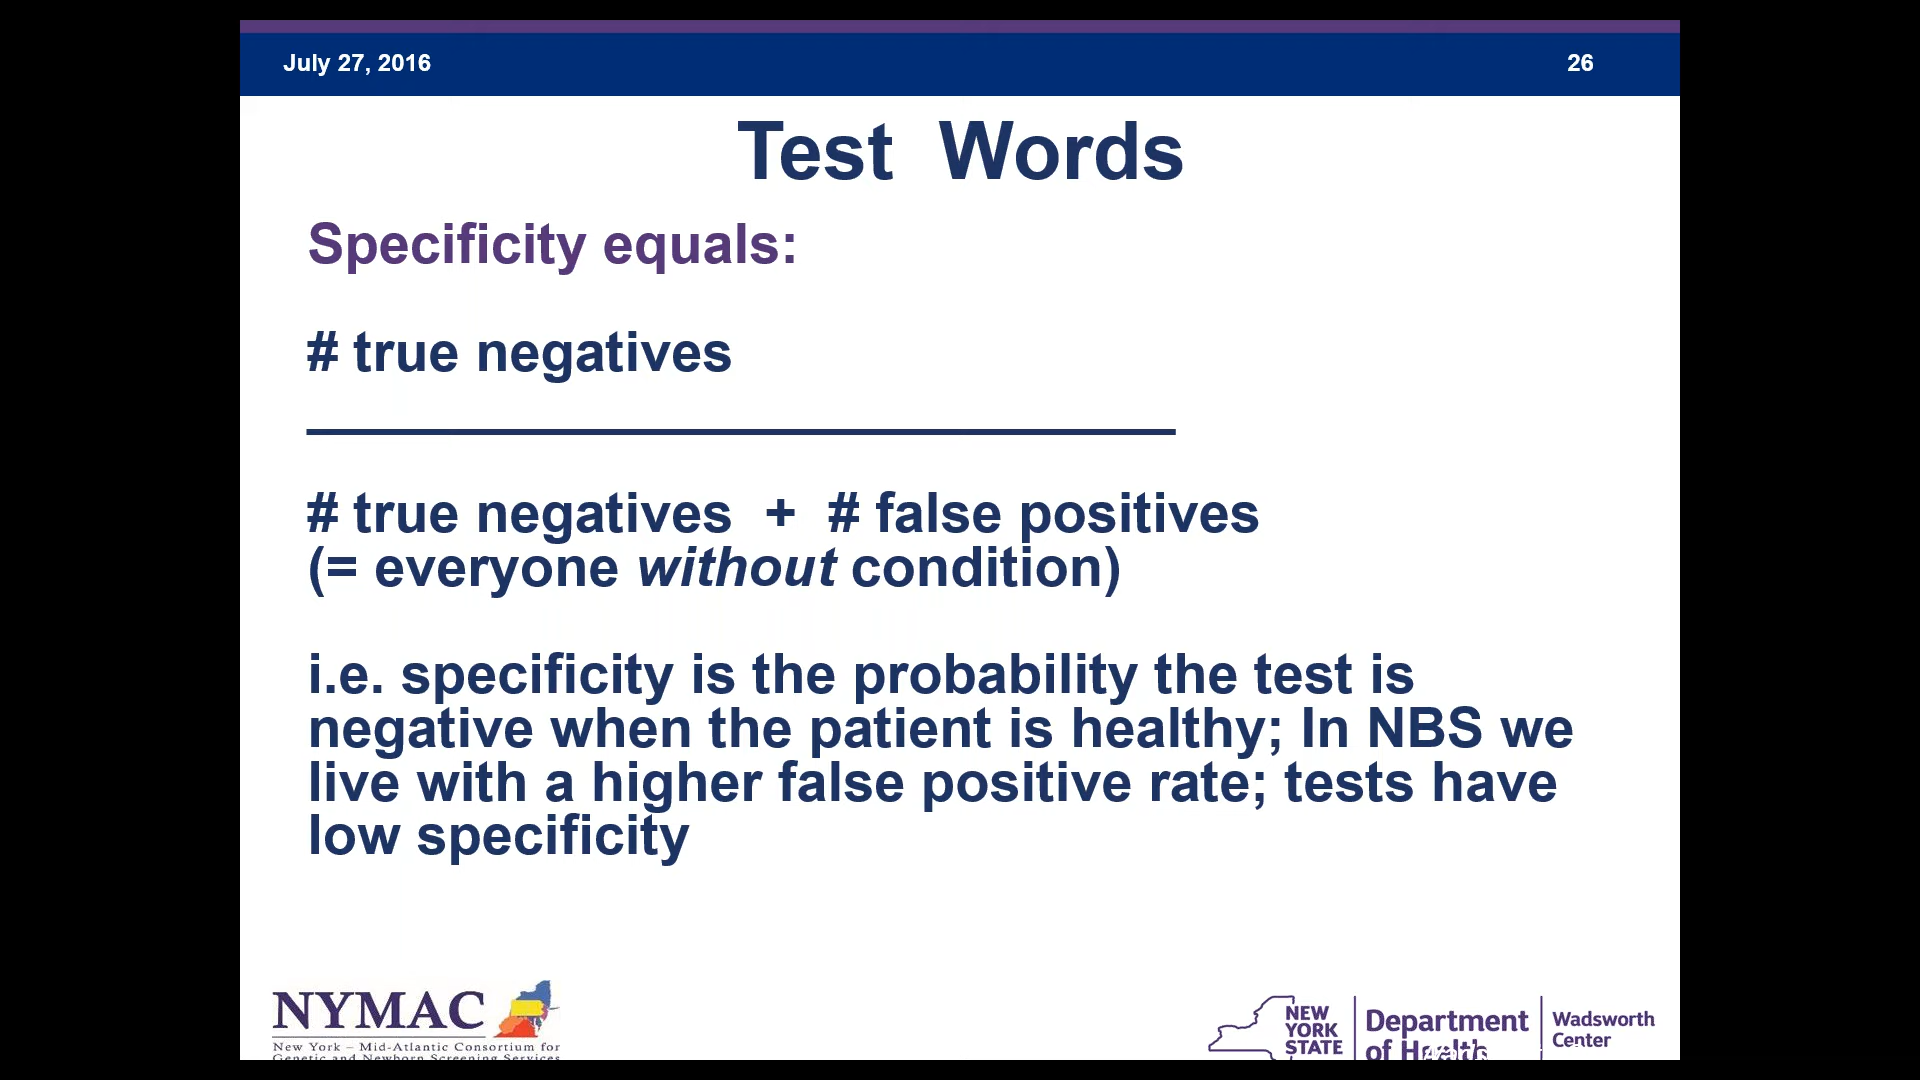 July 27, 2016
26
Test Words
Specificity equals:
# true negatives
# true negatives + # false positives
(= everyone without condition)
i.e. specificity is the probability the test is
negative when the patient is healthy; In NBS we
live with a higher false positive rate; tests have
low specificity
NYMAC
New York – Mid-Atlantic Consortium for
Genetic and Newborn Screening Services
NEW
YORK
STATE
Department
of Health
Wadsworth
Center